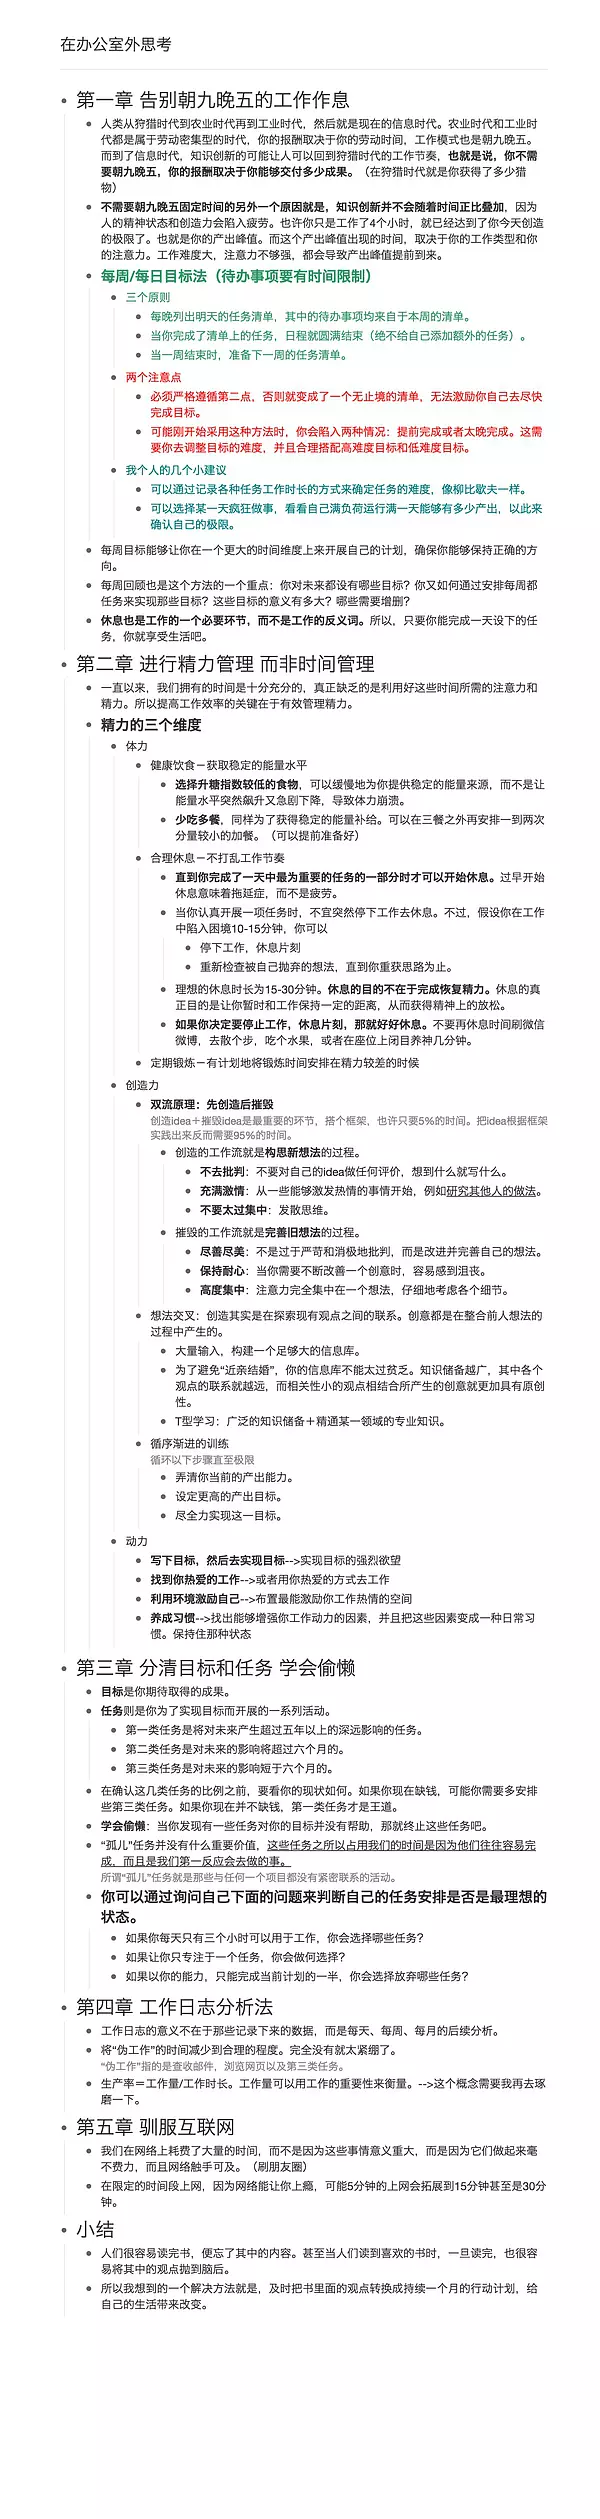 在办公室外思考
第一章 告别朝九晚五的工作作息
人类从狩猎时代到农业时代再到工业时代，然后就是现在的信息时代。农业时代和工业时
代都是属于劳动密集型的时代，你的报酬取决于你的劳动时间，工作模式也是朝九晚五。
而到了信息时代，知识创新的可能让人可以回到狩猎时代的工作节奏，也就是说，你不需
要朝九晚五，你的报酬取决于你能够交付多少成果。（在狩猎时代就是你获得了多少猎
物）
不需要朝九晚五固定时间的另外一个原因就是，知识创新并不会随着时间正比叠加，因为
人的精神状态和创造力会陷入疲劳。也许你只是工作了4个小时，就已经达到了你今天创造
的极限了。也就是你的产出峰值。而这个产出峰值出现的时间，取决于你的工作类型和你
的注意力。工作难度大，注意力不够强，都会导致产出峰值提前到来。
每周/每日目标法（待办事项要有时间限制）
三个原则
每晚列出明天的任务清单，其中的待办事项均来自于本周的清单。
当你完成了清单上的任务，日程就圆满结束（绝不给自己添加额外的任务）。
当一周结束时，准备下一周的任务清单。
两个注意点
必须严格遵循第二点，否则就变成了一个无止境的清单，无法激励你自己去尽快
完成目标。
可能刚开始采用这种方法时，你会陷入两种情况：提前完成或者太晚完成。这需
要你去调整目标的难度，并且合理搭配高难度目标和低难度目标。
我个人的几个小建议
可以通过记录各种任务工作时长的方式来确定任务的难度，像柳比歇夫一样。
可以选择某一天疯狂做事，看看自己满负荷运行满一天能够有多少产出，以此来
确认自己的极限。
每周目标能够让你在一个更大的时间维度上来开展自己的计划，确保你能够保持正确的方
向。
每周回顾也是这个方法的一个重点：你对未来都设有哪些目标？你又如何通过安排每周都
任务来实现那些目标？这些目标的意义有多大？哪些需要增删？
休息也是工作的一个必要环节，而不是工作的反义词。所以，只要你能完成一天设下的任
务，你就享受生活吧。
第二章 进行精力管理 而非时间管理
一直以来，我们拥有的时间是十分充分的，真正缺乏的是利用好这些时间所需的注意力和
精力。所以提高工作效率的关键在于有效管理精力。
精力的三个维度
体力
健康饮食－获取稳定的能量水平
选择升糖指数较低的食物，可以缓慢地为你提供稳定的能量来源，而不是让
能量水平突然飙升又急剧下降，导致体力崩溃。
少吃多餐，同样为了获得稳定的能量补给。可以在三餐之外再安排一到两次
分量较小的加餐。（可以提前准备好）
合理休息－不打乱工作节奏
直到你完成了一天中最为重要的任务的一部分时才可以开始休息。过早开始
休息意味着拖延症，而不是疲劳。
当你认真开展一项任务时，不宜突然停下工作去休息。不过，假设你在工作
中陷入困境10-15分钟，你可以
停下工作，休息片刻
重新检查被自己抛弃的想法，直到你重获思路为止。
理想的休息时长为15-30分钟。休息的目的不在于完成恢复精力。休息的真
正目的是让你暂时和工作保持一定的距离，从而获得精神上的放松。
如果你决定要停止工作，休息片刻，那就好好休息。不要再休息时间刷微信
微博，去散个步，吃个水果，或者在座位上闭目养神几分钟。
定期锻炼－有计划地将锻炼时间安排在精力较差的时候
创造力
双流原理：先创造后摧毁
创造idea＋摧毁idea是最重要的环节，搭个框架，也许只要5%的时间。把idea根据框架
实践出来反而需要95%的时间。
创造的工作流就是构思新想法的过程。
不去批判：不要对自己的idea做任何评价，想到什么就写什么。
充满激情：从一些能够激发热情的事情开始，例如研究其他人的做法。
不要太过集中：发散思维。
摧毁的工作流就是完善旧想法的过程。
尽善尽美：不是过于严苛和消极地批判，而是改进并完善自己的想法。
保持耐心：当你需要不断改善一个创意时，容易感到沮丧。
高度集中：注意力完全集中在一个想法，仔细地考虑各个细节。
想法交叉：创造其实是在探索现有观点之间的联系。创意都是在整合前人想法的
过程中产生的。
大量输入，构建一个足够大的信息库。
为了避免“近亲结婚”，你的信息库不能太过贫乏。知识储备越广，其中各个
观点的联系就越远，而相关性小的观点相结合所产生的创意就更加具有原创
性。
T型学习：广泛的知识储备＋精通某一领域的专业知识。
循序渐进的训练
循环以下步骤直至极限
弄清你当前的产出能力。
设定更高的产出目标。
尽全力实现这一目标。
动力
写下目标，然后去实现目标-->实现目标的强烈欲望
找到你热爱的工作-->或者用你热爱的方式去工作
利用环境激励自己-->布置最能激励你工作热情的空间
养成习惯-->找出能够增强你工作动力的因素，并且把这些因素变成一种日常习
惯。保持住那种状态
第三章 分清目标和任务 学会偷懒
目标是你期待取得的成果。
任务则是你为了实现目标而开展的一系列活动。
第一类任务是将对未来产生超过五年以上的深远影响的任务。
第二类任务是对未来的影响将超过六个月的。
第三类任务是对未来的影响短于六个月的。
在确认这几类任务的比例之前，要看你的现状如何。如果你现在缺钱，可能你需要多安排
些第三类任务。如果你现在并不缺钱，第一类任务才是王道。
学会偷懒：当你发现有一些任务对你的目标并没有帮助，那就终止这些任务吧。
“孤儿”任务并没有什么重要价值，这些任务之所以占用我们的时间是因为他们往往容易完
成，而且是我们第一反应会去做的事。
所谓“孤儿”任务就是那些与任何一个项目都没有紧密联系的活动。
你可以通过询问自己下面的问题来判断自己的任务安排是否是最理想的
状态。
如果你每天只有三个小时可以用于工作，你会选择哪些任务？
如果让你只专注于一个任务，你会做何选择？
如果以你的能力，只能完成当前计划的一半，你会选择放弃哪些任务？
第四章 工作日志分析法
工作日志的意义不在于那些记录下来的数据，而是每天、每周、每月的后续分析。
将“伪工作”的时间减少到合理的程度。完全没有就太紧绷了。
“伪工作”指的是查收邮件，浏览网页以及第三类任务。
生产率＝工作量/工作时长。工作量可以用工作的重要性来衡量。-->这个概念需要我再去琢
磨一下。
第五章 驯服互联网
我们在网络上耗费了大量的时间，而不是因为这些事情意义重大，而是因为它们做起来毫
不费力，而且网络触手可及。（刷朋友圈）
在限定的时间段上网，因为网络能让你上瘾，可能5分钟的上网会拓展到15分钟甚至是30分
钟。
小结
人们很容易读完书，便忘了其中的内容。甚至当人们读到喜欢的书时，一旦读完，也很容
易将其中的观点抛到脑后。
所以我想到的一个解决方法就是，及时把书里面的观点转换成持续一个月的行动计划，给
自己的生活带来改变。